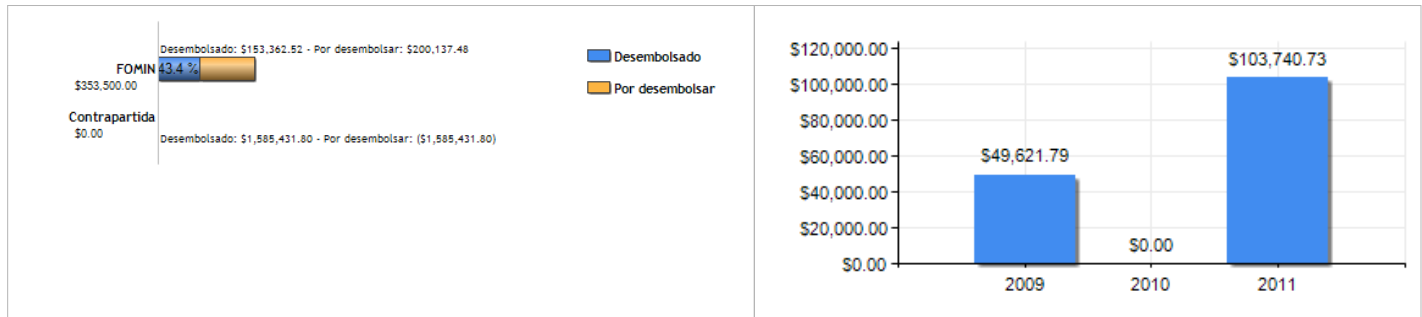 Desembolsado: $153,362.52 - Por desembolsar: $200,137.48
FOMIN 43.4 %
$353,500.00
Contrapartida
$0.00
Desembolsado: $1,585,431.80 - Por desembolsar: ($1,585,431.80)
Desembolsado
Por desembolsar
$120,000.00
$100,000.00
$80,000.00
$60,000.00
$40,000.00
$20,000.00
$0.00
$49,621.79
$0.00
$103,740.73
2009 2010 2011